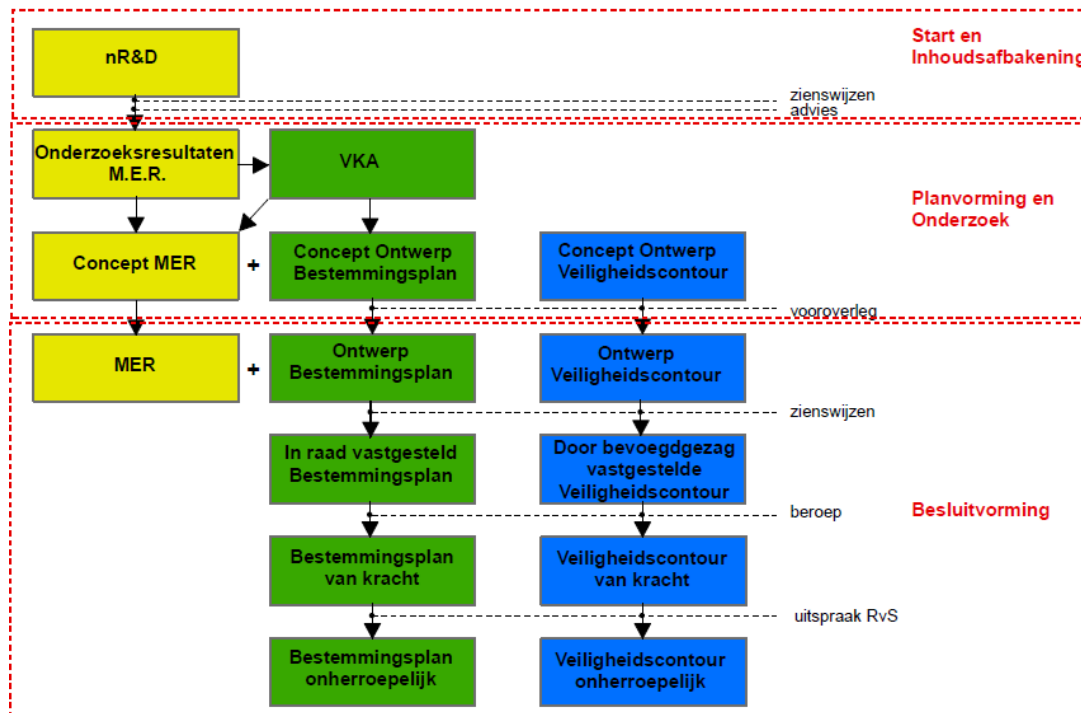 nR&D
Start en
Inhoudsafbakening
zienswijzen
advies
Onderzoeksresultaten
M.E.R.
VKA
Planvorming en
Onderzoek
Concept MER
+
Concept Ontwerp
Bestemmingsplan
Concept Ontwerp
Veiligheidscontour
vooroverleg
MER
+
Ontwerp
Bestemmingsplan
Ontwerp
Veiligheidscontour
zienswijzen
In raad vastgesteld
Bestemmingsplan
Door bevoegdgezag
vastgestelde
Veiligheidscontour
beroep
Besluitvorming
Bestemmingsplan
van kracht
Veiligheidscontour
van kracht
uitspraak RvS
Bestemmingsplan
onherroepelijk
Veiligheidscontour
onherroepelijk